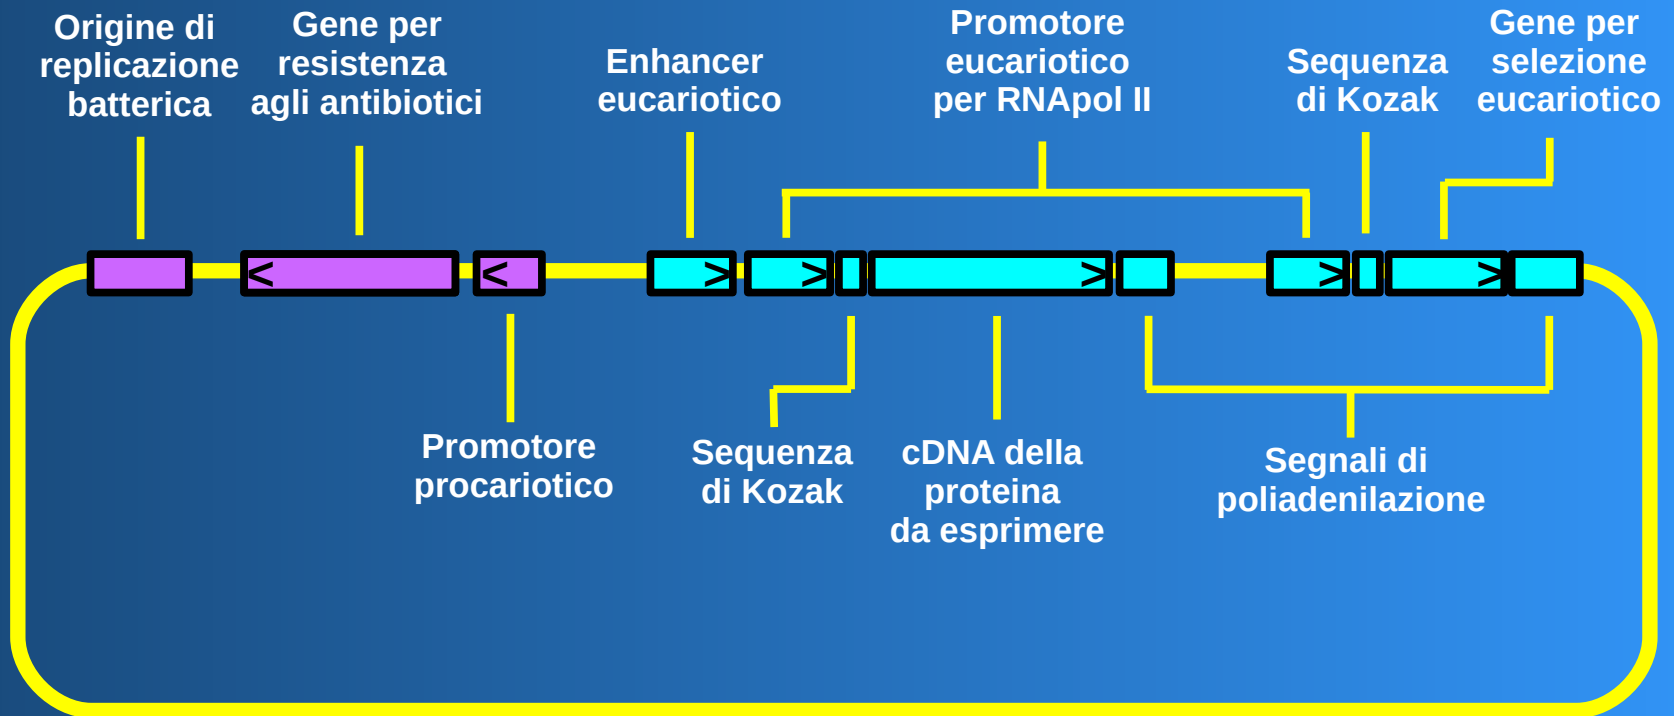 Origine di
replicazione
batterica
Gene per
resistenza
agli antibiotici
Enhancer
eucariotico
Promotore
eucariotico
per RNApol II
Sequenza
di Kozak
Gene per
selezione
eucariotico
< < > > > > >
Promotore
procariotico
Sequenza
di Kozak
cDNA della
proteina
da esprimere
Segnali di
poliadenilazione